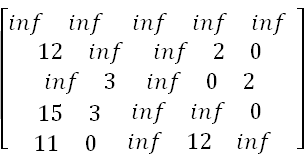 inf inf inf inf inf
12 inf inf 2 0
inf 3 inf 0 2
15 3 inf inf 0
11 0 inf 12 inf